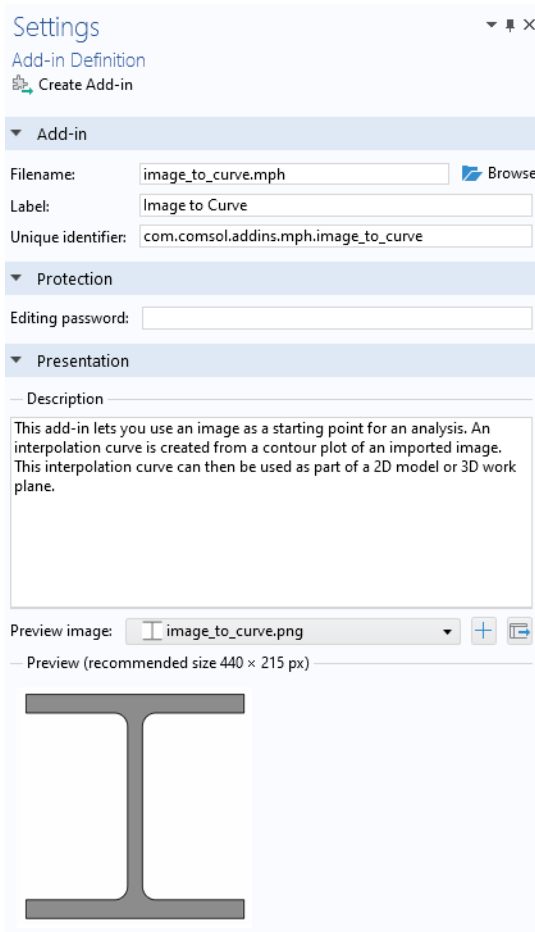 Settings
Add-in Definition
Create Add-in
Add-in
Filename: image_to_curve.mph Browse
Label: Image to Curve
Unique identifier: com.comsol.addins.mph.image_to_curve
Protection
Editing password:
Presentation
Description
This add-in lets you use an image as a starting point for an analysis. An
interpolation curve is created from a contour plot of an imported image.
This interpolation curve can then be used as part of a 2D model or 3D work
plane.
Preview image: image_to_curve.png
Preview (recommended size 440 × 215 px)